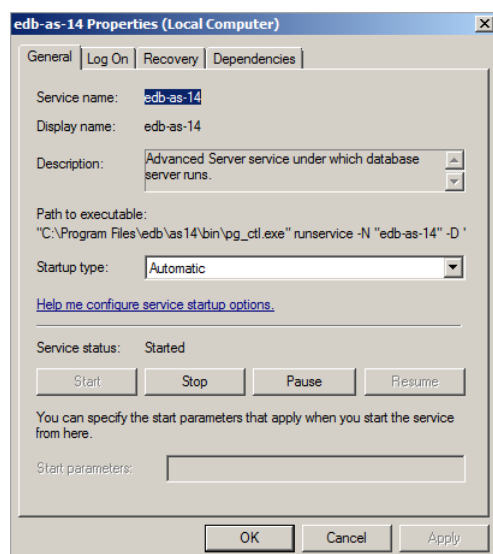 edb-as-14 Properties (Local Computer)
General Log On Recovery Dependencies
Service name: edb-as-14
Display name: edb-as-14
Description: Advanced Server service under which database
server runs.
Path to executable:
"C:\Program Files\edb\as14\bin\pg_ctl.exe" runservice -N "edb-as-14" -D "
Startup type: Automatic
Help me configure service startup options.
Service status: Started
Start Stop Pause Resume
You can specify the start parameters that apply when you start the service
from here.
Start parameters:
OK Cancel Apply